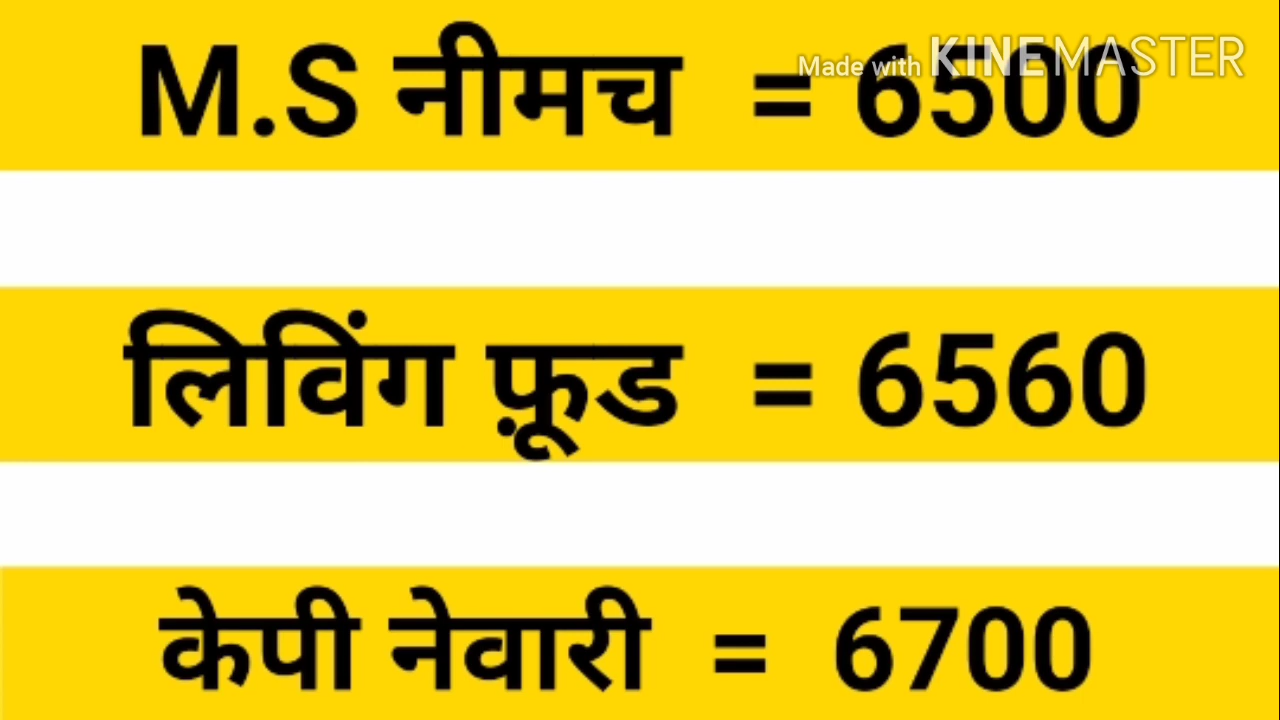 M.S नीमच = 6500
Made with KINEMASTER
लिविंग फ़ूड = 6560
केपी नेवारी = 6700